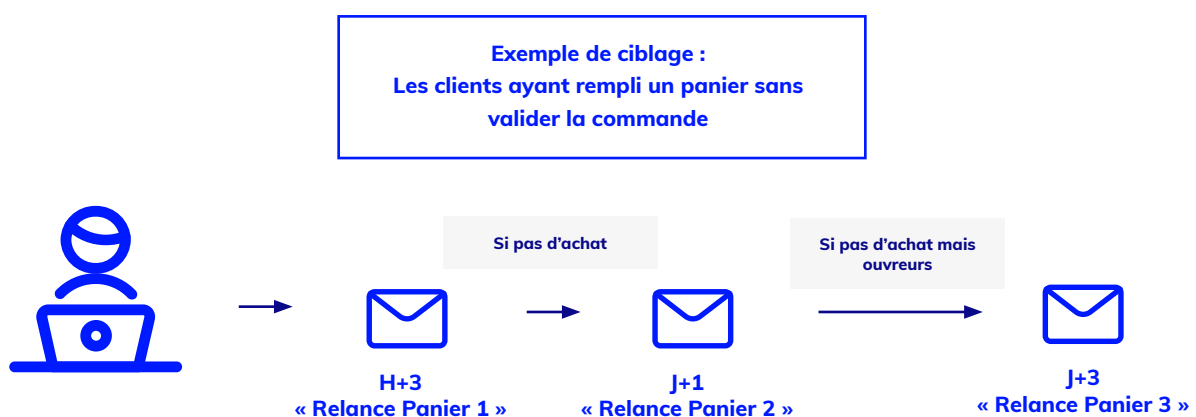 Exemple de ciblage :
Les clients ayant rempli un panier sans
valider la commande
Si pas d'achat
Si pas d'achat mais
ouvreurs
H+3
« Relance Panier 1 »
J+1
« Relance Panier 2 »
J+3
« Relance Panier 3 »